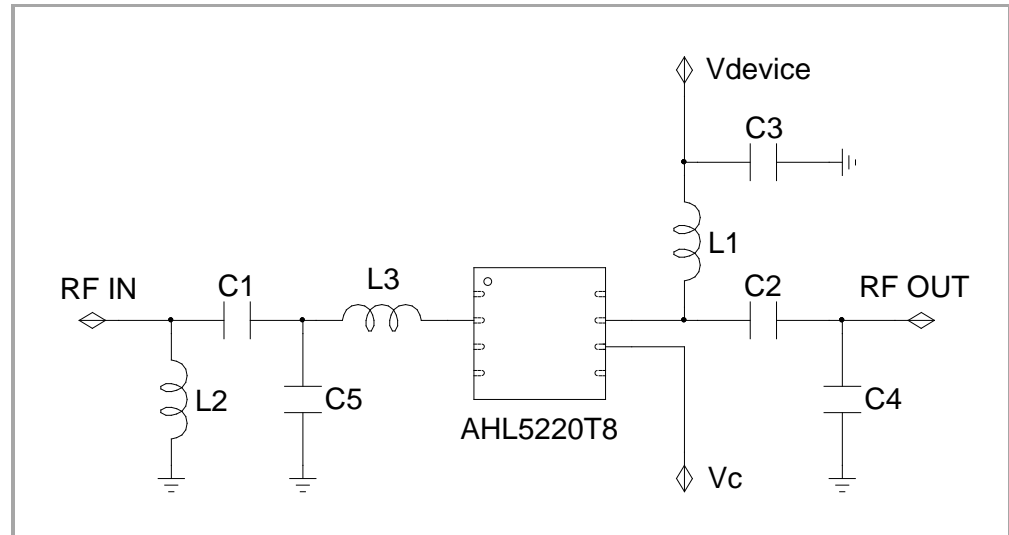 Vdevice
C3
L1
RF IN
C1
L3
C2
RF OUT
L2
C5
C4
AHL5220T8
Vc